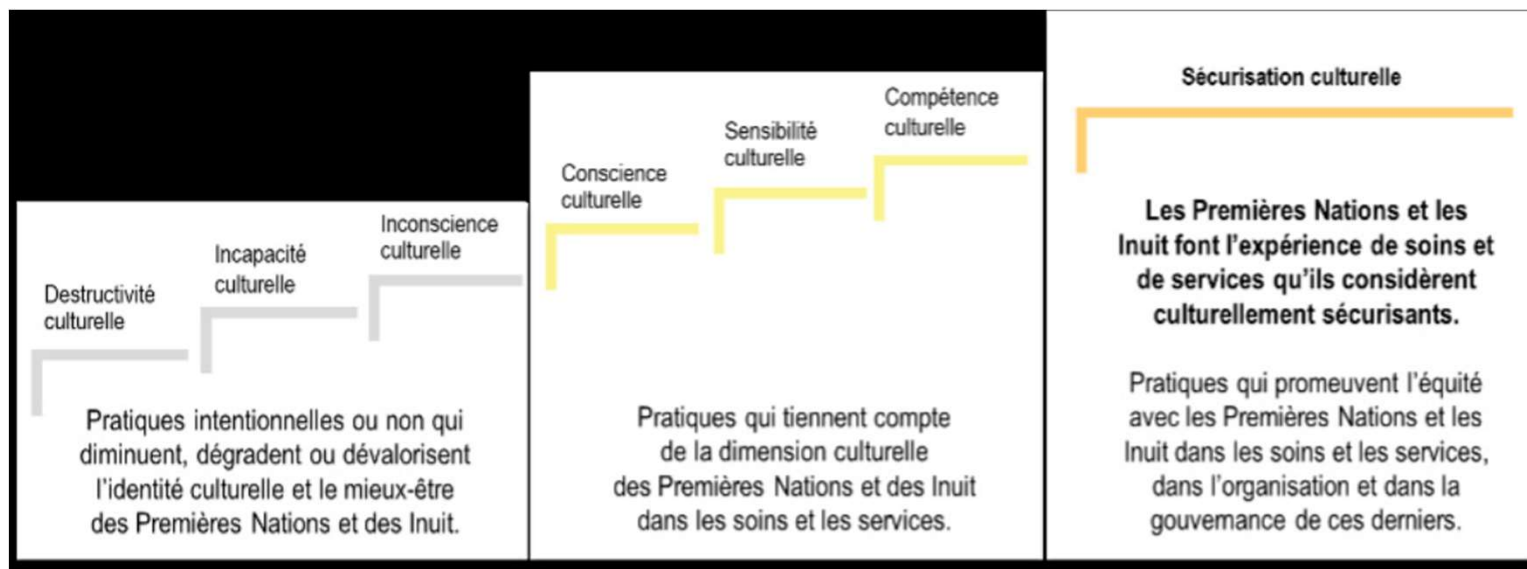 Destructivité
culturelle
Incapacité
culturelle
Inconscience
culturelle
Pratiques intentionnelles ou non qui
diminuent, dégradent ou dévalorisent
l'identité culturelle et le mieux-être
des Premières Nations et des Inuit.
Conscience
culturelle
Sensibilité
culturelle
Compétence
culturelle
Pratiques qui tiennent compte
de la dimension culturelle
des Premières Nations et des Inuit
dans les soins et les services.
Sécurisation culturelle
Les Premières Nations et les
Inuit font l'expérience de soins et
de services qu'ils considèrent
culturellement sécurisants.
Pratiques qui promeuvent l'équité
avec les Premières Nations et les
Inuit dans les soins et les services,
dans l'organisation et dans la
gouvernance de ces derniers.